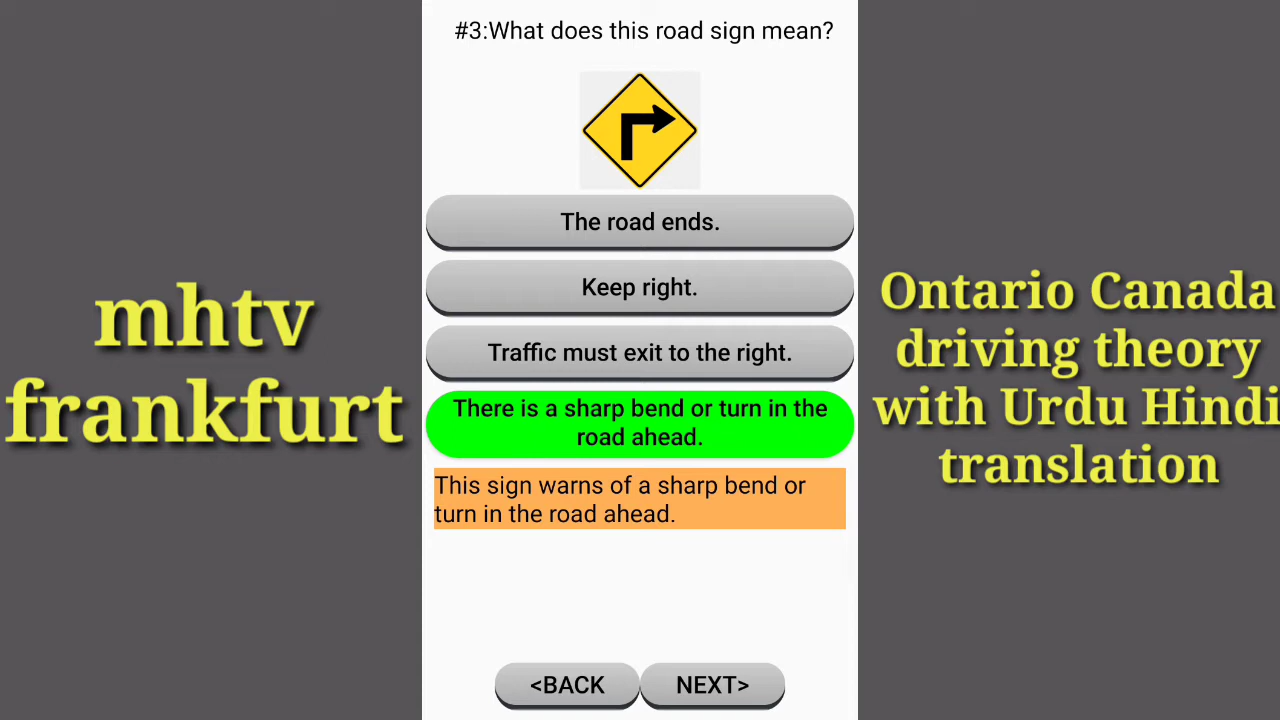 #3:What does this road sign mean?
The road ends.
Keep right.
Traffic must exit to the right.
There is a sharp bend or turn in the
road ahead.
This sign warns of a sharp bend or
turn in the road ahead.
<BACK
NEXT>
mhtv
frankfurt
Ontario Canada
driving theory
with Urdu Hindi
translation